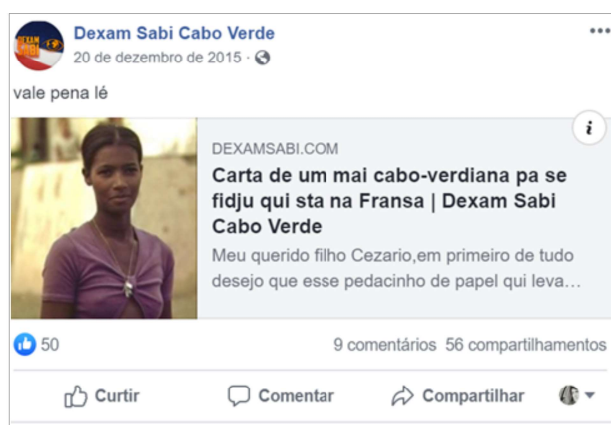 Dexam Sabi Cabo Verde
20 de dezembro de 2015 ·
vale pena lé
DEXAMSABI.COM
Carta de um mai cabo-verdiana pa se
fidju qui sta na Fransa | Dexam Sabi
Cabo Verde
Meu querido filho Cezario,em primeiro de tudo
desejo que esse pedacinho de papel qui leva…
50
9 comentários 56 compartilhamentos
Curtir
Comentar
Compartilhar